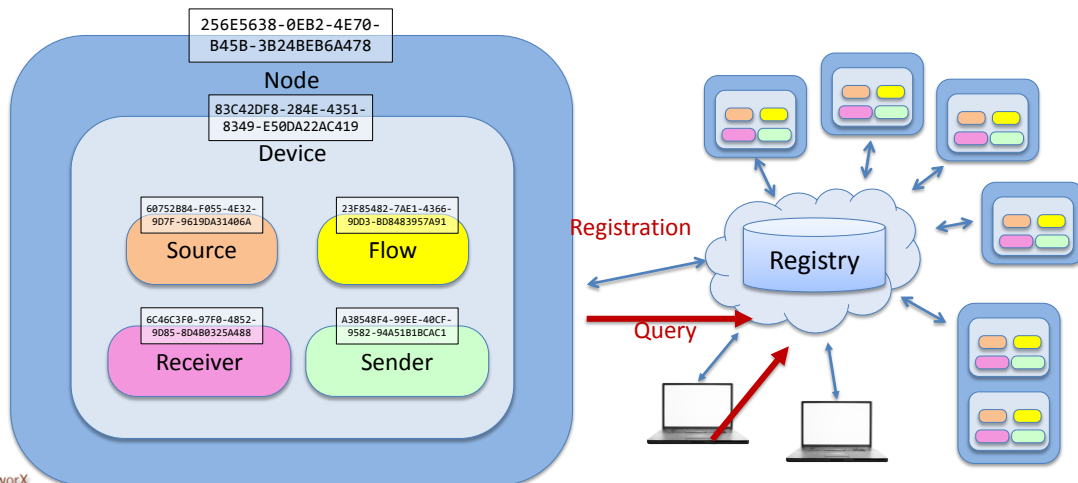 256E5638-0EB2-4E70-
B45B-3B24BEB6A478
Node
83C42DF8-284E-4351-
8349-E50DA22AC419
Device
60752B84-F055-4E32-
9D7F-9619DA31406A
Source
23F85482-7AE1-4366-
9DD3-BD8483957A91
Flow
6C46C3F0-97F0-4852-
9D85-8D4B0325A488
Receiver
A38548F4-99EE-40CF-
9582-94A51B1BCAC1
Sender
Registration
Registry
Query
worX